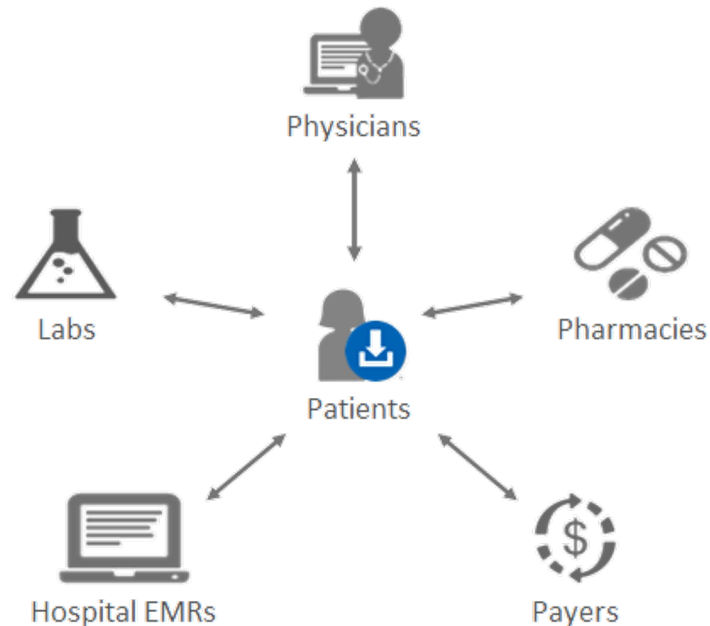 Physicians
Labs
Pharmacies
Patients
$
Hospital EMRs
Payers